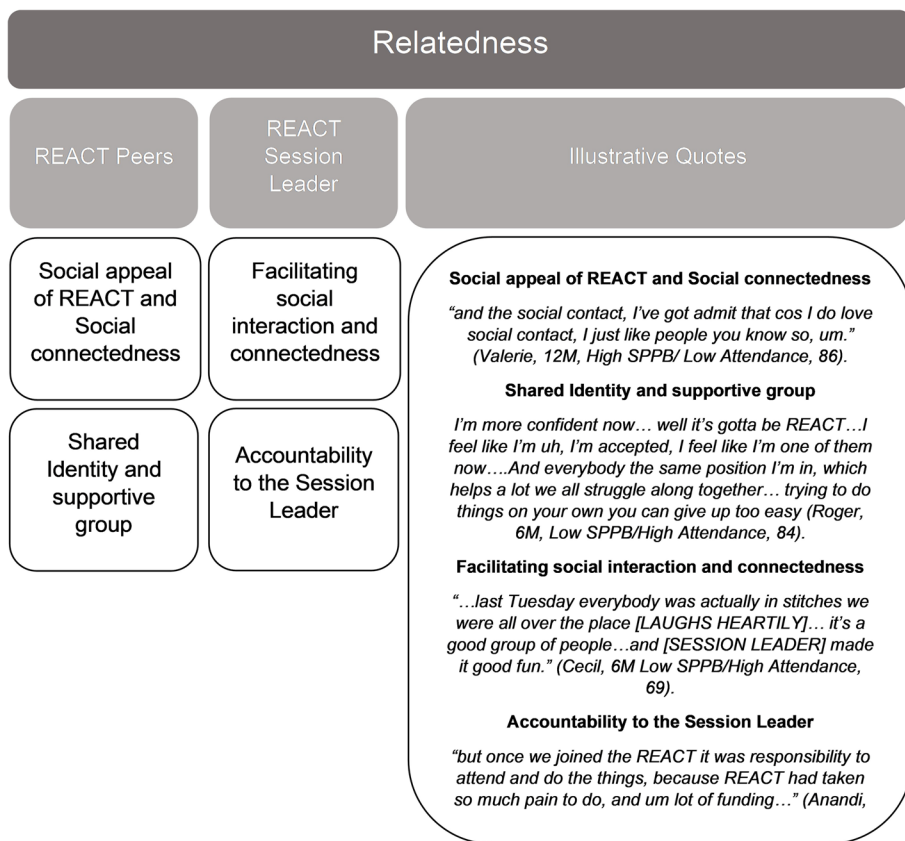 Relatedness
REACT Peers
REACT
Session
Leader
Illustrative Quotes
Social appeal
of REACT and
Social
connectedness
Facilitating
social
interaction and
connectedness
Shared
Identity and
supportive
group
Accountability
to the Session
Leader
Social appeal of REACT and Social connectedness
“and the social contact, I’ve got admit that cos I do love
social contact, I just like people you know so, um.”
(Valerie, 12M, High SPPB/ Low Attendance, 86).
Shared Identity and supportive group
I’m more confident now… well it’s gotta be REACT…I
feel like I’m uh, I’m accepted, I feel like I’m one of them
now….And everybody the same position I’m in, which
helps a lot we all struggle along together… trying to do
things on your own you can give up too easy (Roger,
6M, Low SPPB/High Attendance, 84).
Facilitating social interaction and connectedness
“…last Tuesday everybody was actually in stitches we
were all over the place [LAUGHS HEARTILY]… it’s a
good group of people…and [SESSION LEADER] made
it good fun.” (Cecil, 6M Low SPPB/High Attendance,
69).
Accountability to the Session Leader
“but once we joined the REACT it was responsibility to
attend and do the things, because REACT had taken
so much pain to do, and um lot of funding…” (Anandi,